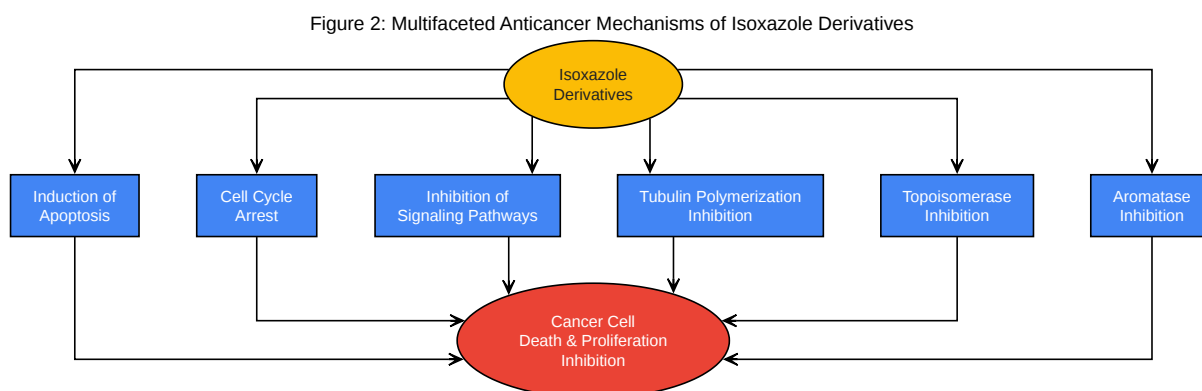 Figure 2: Multifaceted Anticancer Mechanisms of Isoxazole Derivatives
Isoxazole
Derivatives
Induction of
Apoptosis
Cell Cycle
Arrest
Inhibition of
Signaling Pathways
Tubulin Polymerization
Inhibition
Topoisomerase
Inhibition
Aromatase
Inhibition
Cancer Cell
Death & Proliferation
Inhibition